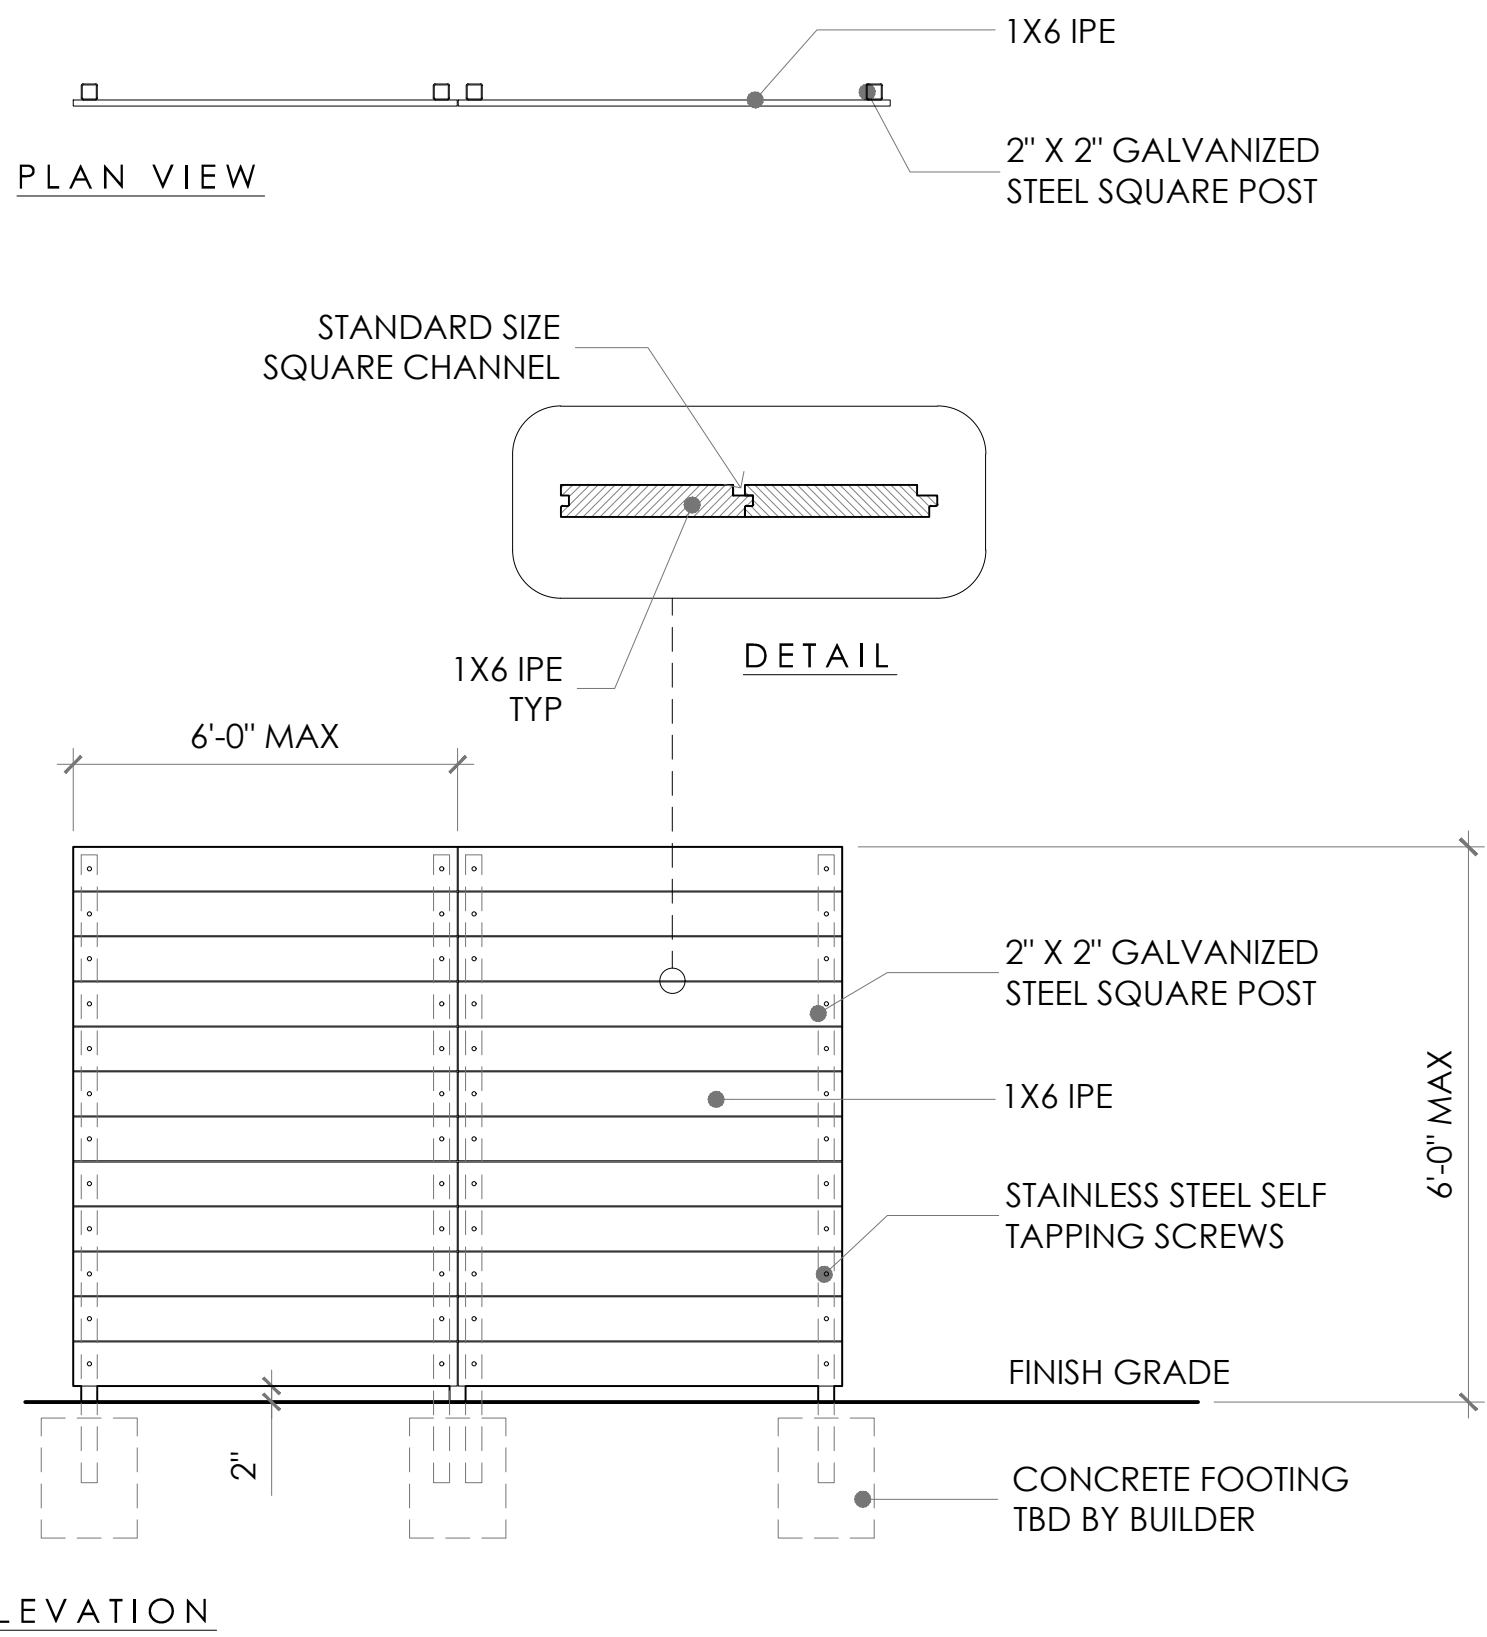 1X6 IPE
2" X 2" GALVANIZED
STEEL SQUARE POST
PLAN VIEW
STANDARD SIZE
SQUARE CHANNEL
1X6 IPE
TYP
DETAIL
6'-0" MAX
2" X 2" GALVANIZED
STEEL SQUARE POST
1X6 IPE
6'-0" MAX
STAINLESS STEEL SELF
TAPPING SCREWS
FINISH GRADE
2"
CONCRETE FOOTING
TBD BY BUILDER
LEVATION